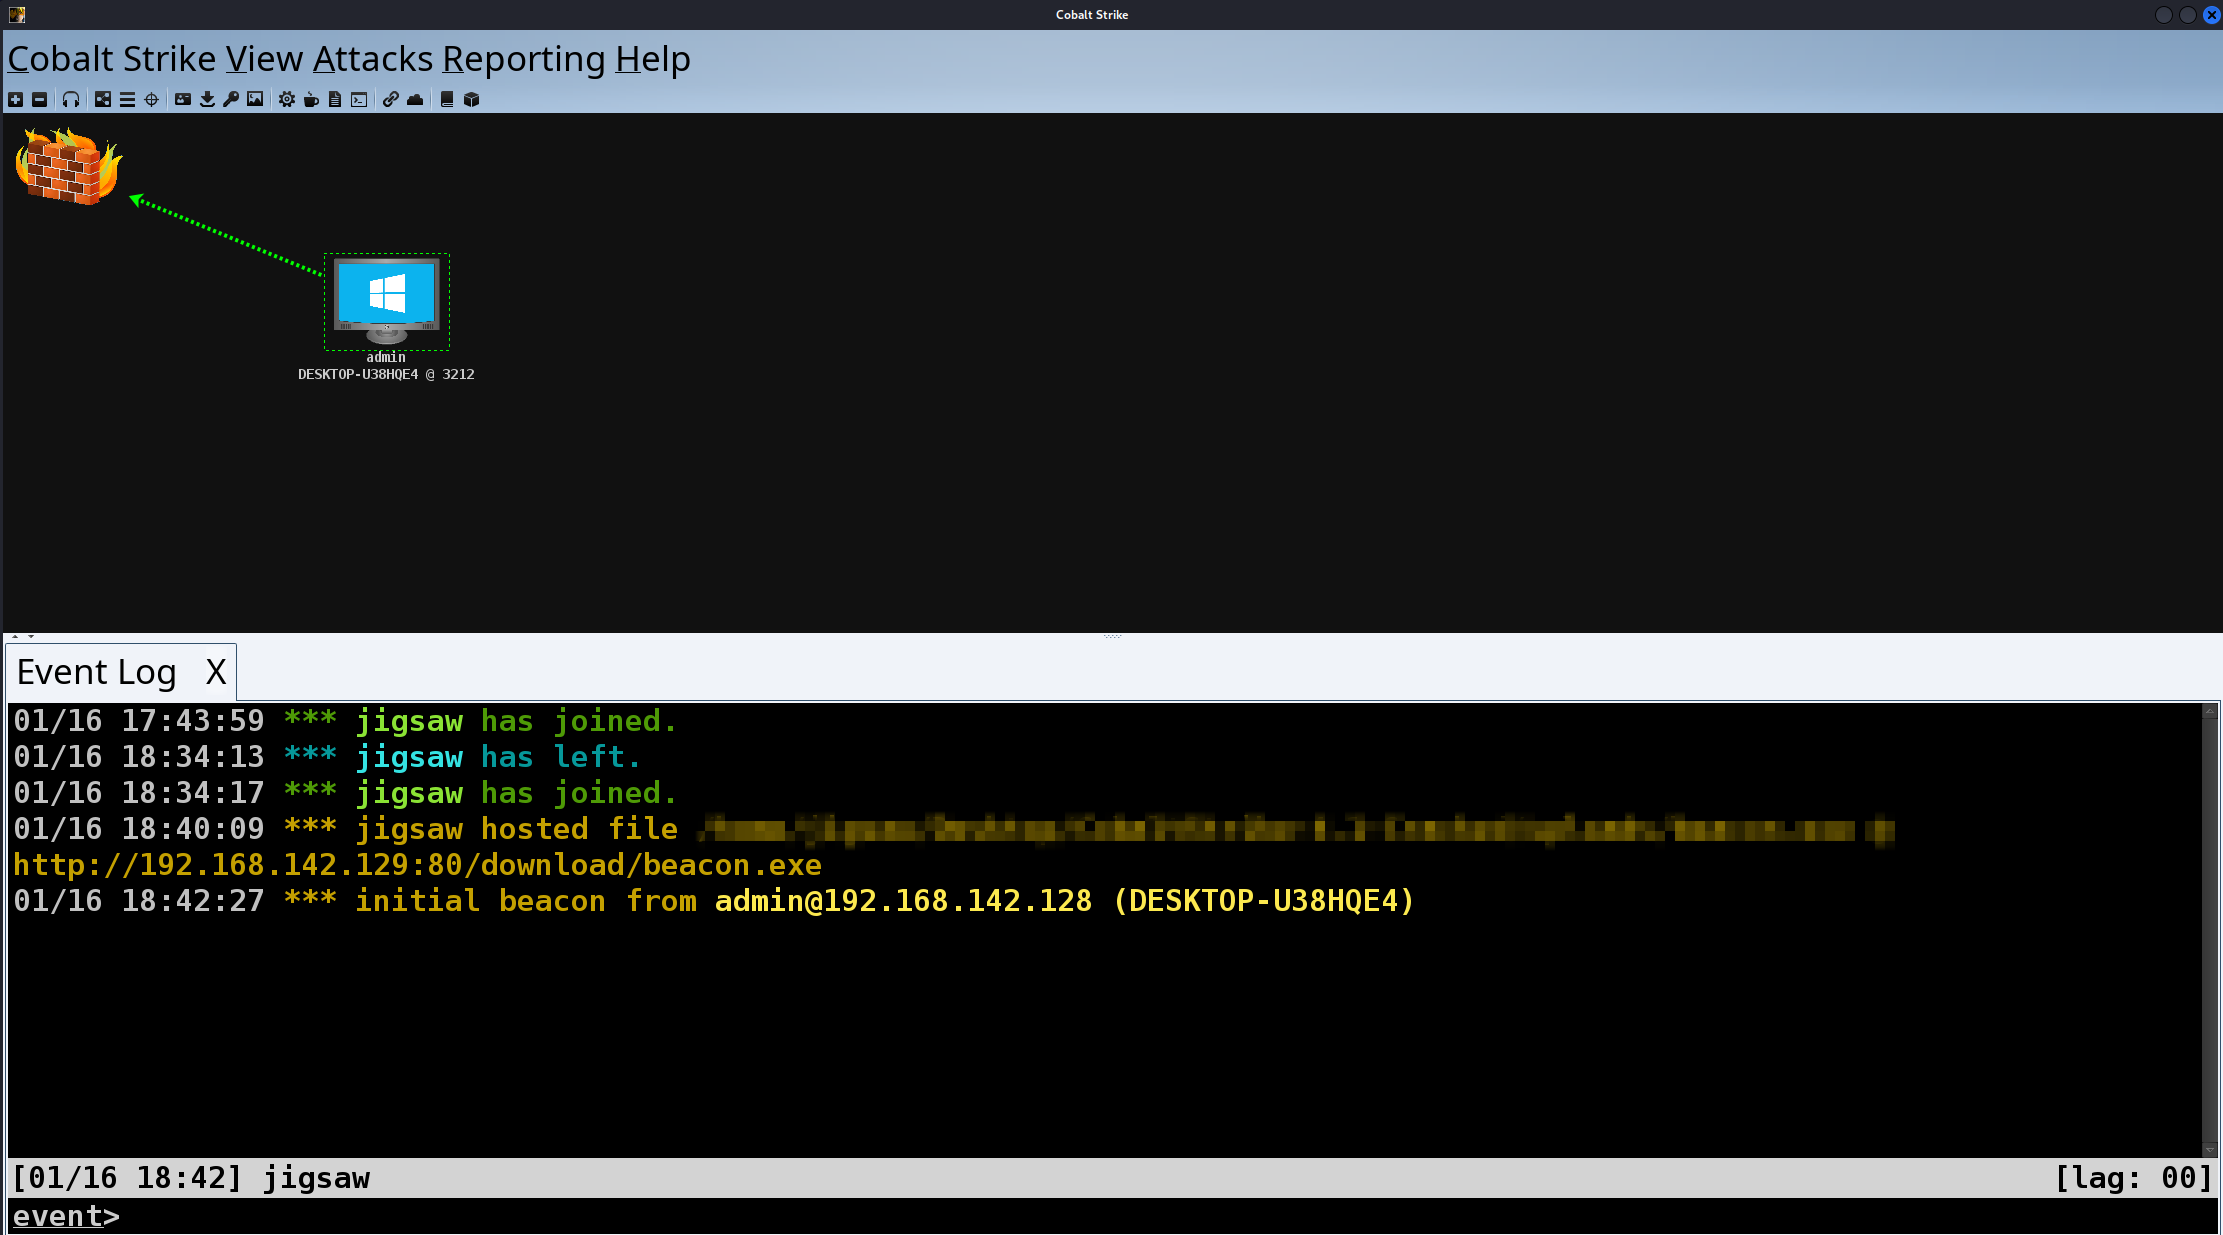 Cobalt Strike
Cobalt Strike View Attacks Reporting Help
admin
DESKTOP-U38HQE4 @ 3212
Event Log X
01/16 17:43:59 *** jigsaw has joined.
01/16 18:34:13 *** jigsaw has left.
01/16 18:34:17 *** jigsaw has joined.
01/16 18:40:09 *** jigsaw hosted file
http://192.168.142.129:80/download/beacon.exe
01/16 18:42:27 *** initial beacon from admin@192.168.142.128 (DESKTOP-U38HQE4)
[01/16 18:42] jigsaw [lag: 00]
event>